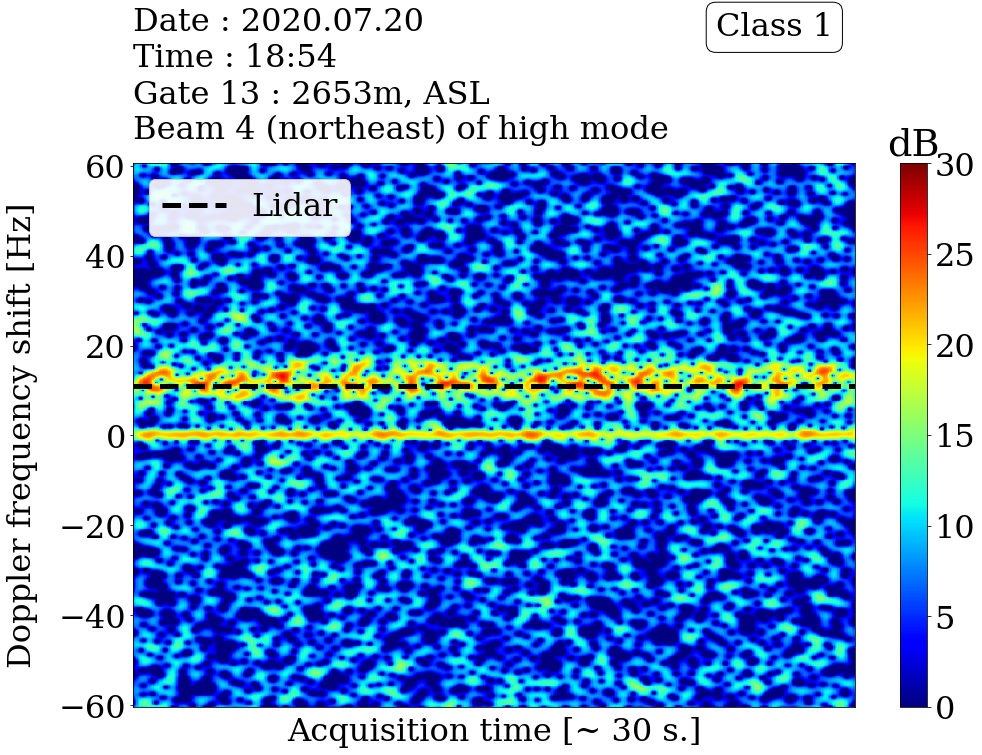 Date : 2020.07.20
Time : 18:54
Gate 13 : 2653m, ASL
Beam 4 (northeast) of high mode
Class 1
dB
Lidar
Doppler frequency shift [Hz]
60
40
20
0
−20
−40
−60
30
25
20
15
10
5
0
Acquisition time [~ 30 s.]